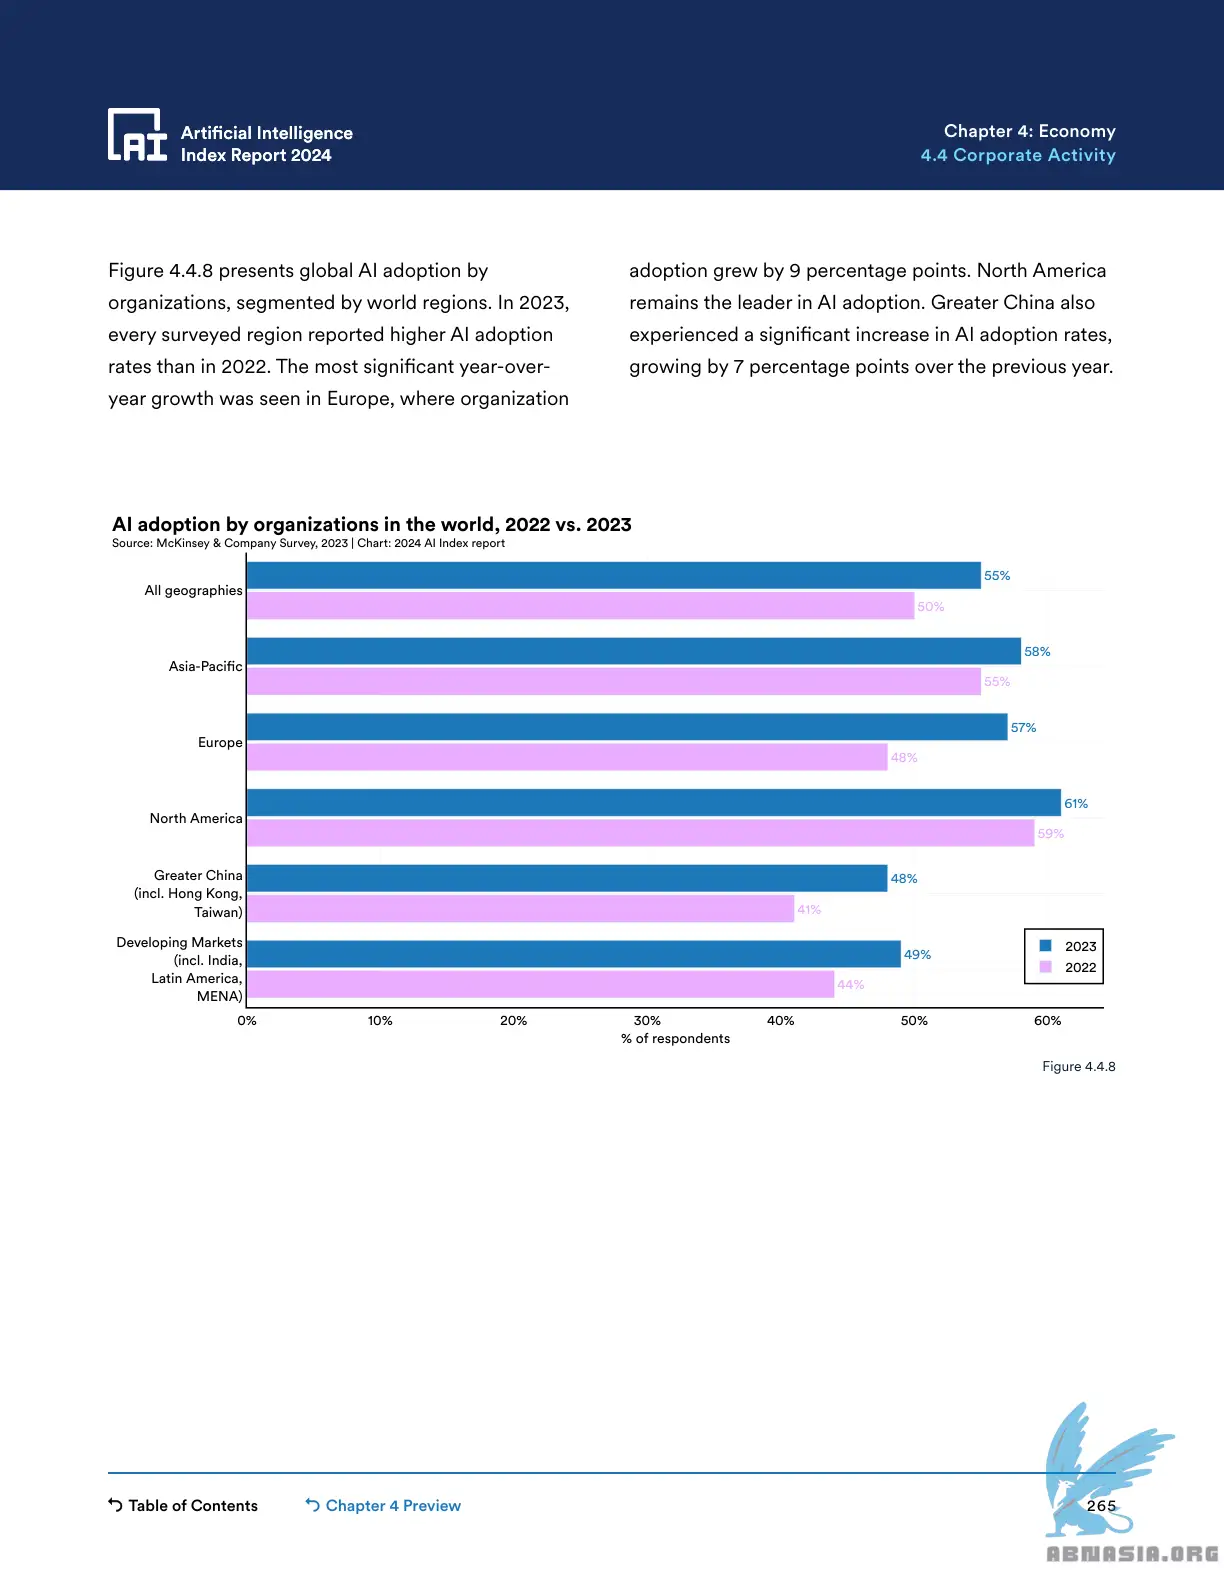 AI
Artificial Intelligence
Index Report 2024
Chapter 4: Economy
4.4 Corporate Activity
Figure 4.4.8 presents global AI adoption by
organizations, segmented by world regions. In 2023,
every surveyed region reported higher AI adoption
rates than in 2022. The most significant year-over-
year growth was seen in Europe, where organization
adoption grew by 9 percentage points. North America
remains the leader in AI adoption. Greater China also
experienced a significant increase in AI adoption rates,
growing by 7 percentage points over the previous year.
AI adoption by organizations in the world, 2022 vs. 2023
Source: McKinsey & Company Survey, 2023 | Chart: 2024 AI Index report
All geographies
55%
50%
Asia-Pacific
58%
55%
Europe
57%
48%
North America
61%
59%
Greater China
(incl. Hong Kong,
Taiwan)
48%
41%
Developing Markets
(incl. India,
Latin America,
MENA)
49%
44%
2023
2022
0% 10% 20% 30% 40% 50% 60%
% of respondents
Figure 4.4.8
Table of Contents
Chapter 4 Preview
265
ABNASIA.ORG